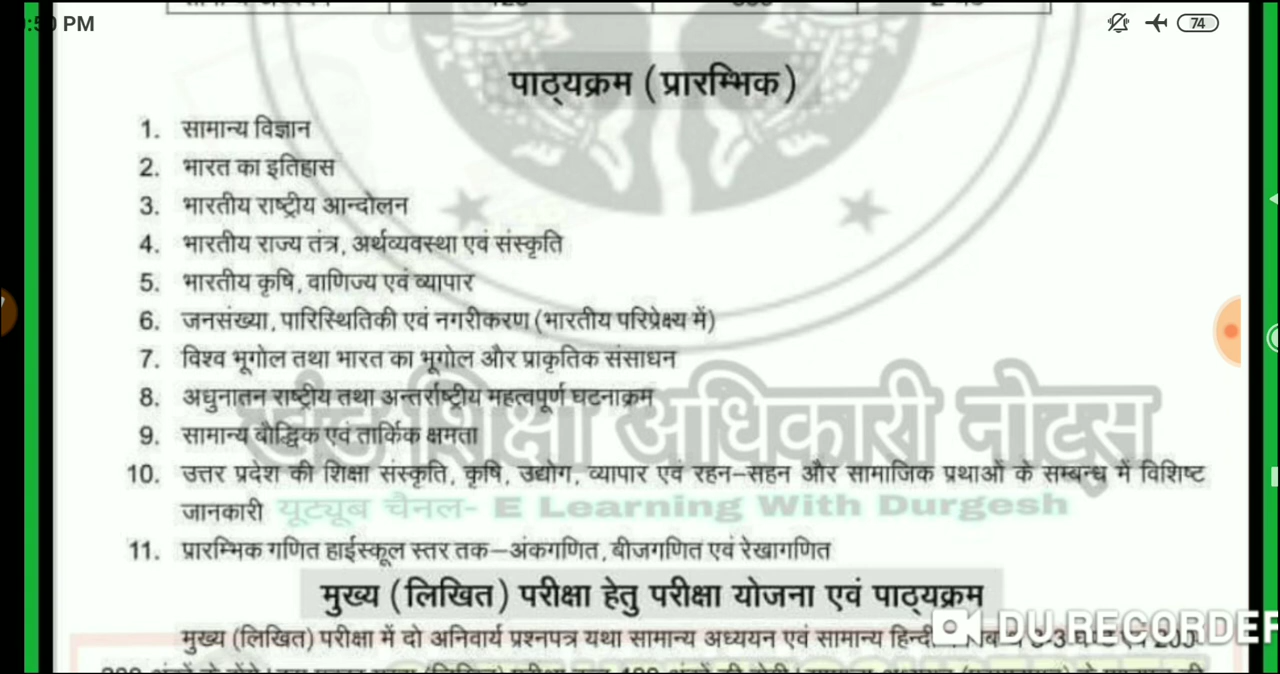 :50 PM
74
पाठ्यक्रम (प्रारम्भिक)
1. सामान्य विज्ञान
2. भारत का इतिहास
3. भारतीय राष्ट्रीय आन्दोलन
4. भारतीय राज्य तंत्र, अर्थव्यवस्था एवं संस्कृति
5. भारतीय कृषि, वाणिज्य एवं व्यापार
6. जनसंख्या, पारिस्थितिकी एवं नगरीकरण (भारतीय परिप्रेक्ष्य में)
7. विश्व भूगोल तथा भारत का भूगोल और प्राकृतिक संसाधन
8. अधुनातन राष्ट्रीय तथा अन्तर्राष्ट्रीय महत्वपूर्ण घटनाक्रम
खंड शिक्षा अधिकारी नोट्स
9. सामान्य बौद्धिक एवं तार्किक क्षमता
10. उत्तर प्रदेश की शिक्षा संस्कृति, कृषि, उद्योग, व्यापार एवं रहन-सहन और सामाजिक प्रथाओं के सम्बन्ध में विशिष्ट
जानकारी
यूट्यूब चैनल- E Learning With Durgesh
11. प्रारम्भिक गणित हाईस्कूल स्तर तक-अंकगणित, बीजगणित एवं रेखागणित
मुख्य (लिखित) परीक्षा हेतु परीक्षा योजना एवं पाठ्यक्रम
DU RECORDER
मुख्य (लिखित) परीक्षा में दो अनिवार्य प्रश्नपत्र यथा सामान्य अध्ययन एवं सामान्य हिन्दी